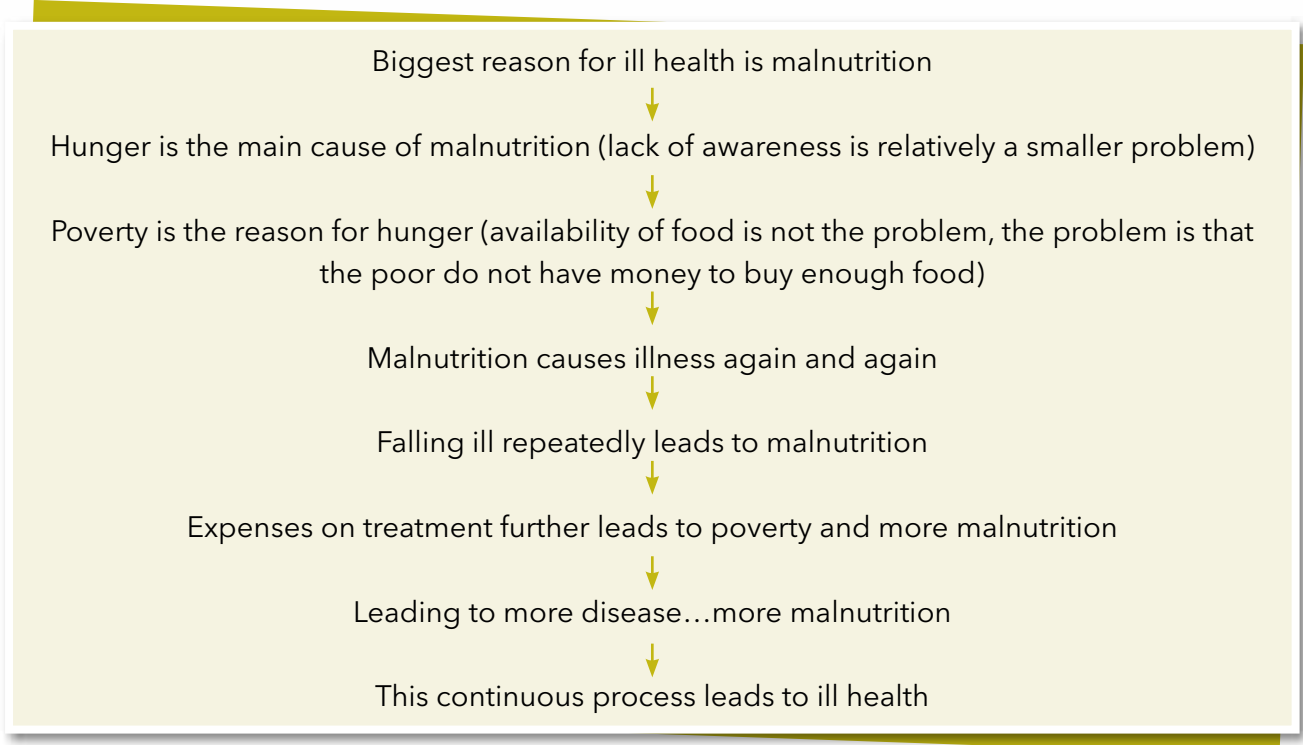 Biggest reason for ill health is malnutrition
Hunger is the main cause of malnutrition (lack of awareness is relatively a smaller problem)
Poverty is the reason for hunger (availability of food is not the problem, the problem is that
the poor do not have money to buy enough food)
Malnutrition causes illness again and again
Falling ill repeatedly leads to malnutrition
Expenses on treatment further leads to poverty and more malnutrition
Leading to more disease…more malnutrition
This continuous process leads to ill health